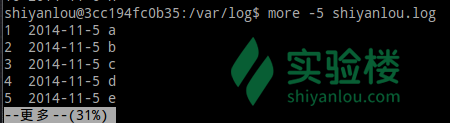 shiyanlou@3cc194fc0b35:/var/log$ more -5 shiyanlou.log
1 2014-11-5 a
2 2014-11-5 b
3 2014-11-5 c
4 2014-11-5 d
5 2014-11-5 e
--更多--(31%)
实验楼
shiyanlou.com